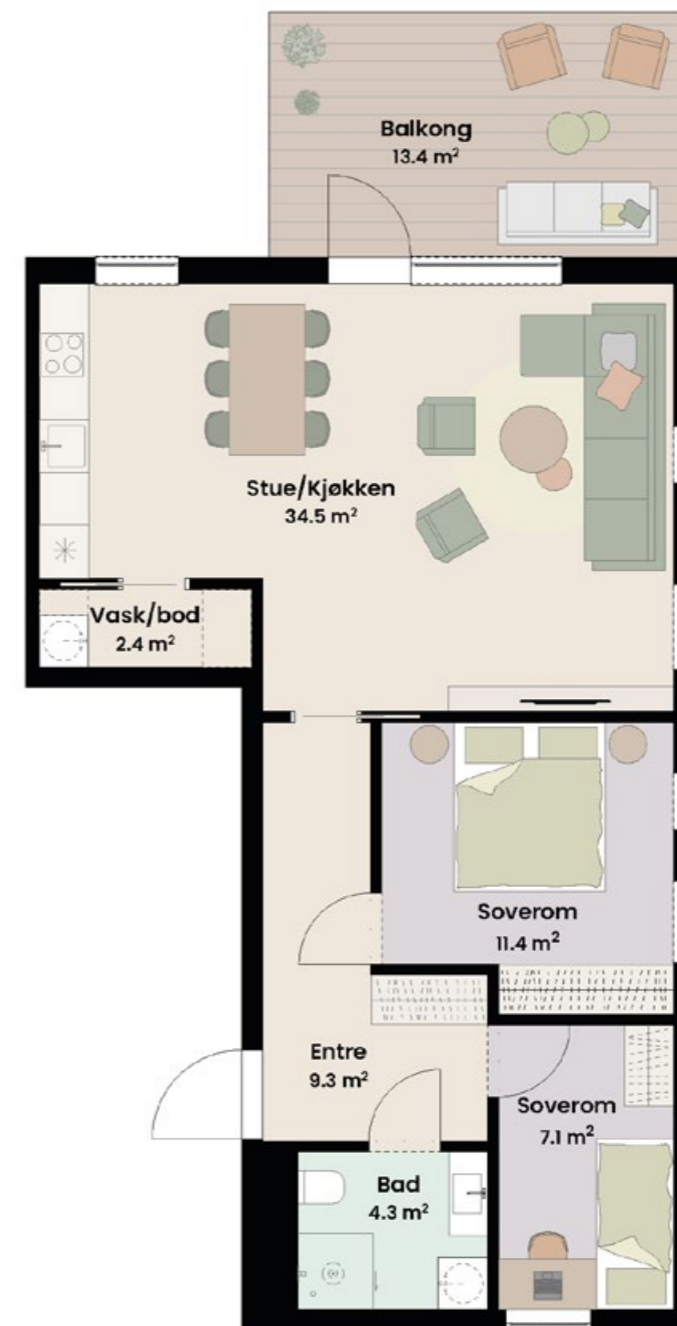 Balkong
13.4 m²
Stue/Kjøkken
34.5 m²
Vask/bod
2.4 m²
Soverom
11.4 m²
Entre
9.3 m²
Soverom
7.1 m²
Bad
4.3 m²